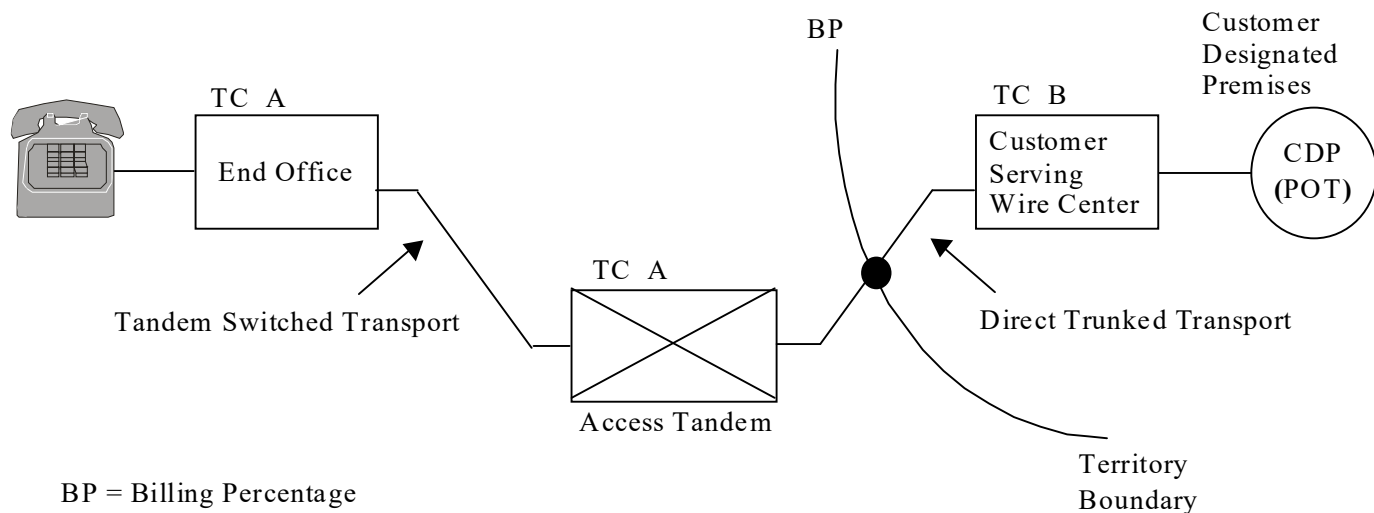 BP
Customer
Designated
Premises
TC A
End Office
TC B
Customer
Serving
Wire Center
CDP
(POT)
Tandem Switched Transport
TC A
Direct Trunked Transport
Access Tandem
Territory
Boundary
BP = Billing Percentage